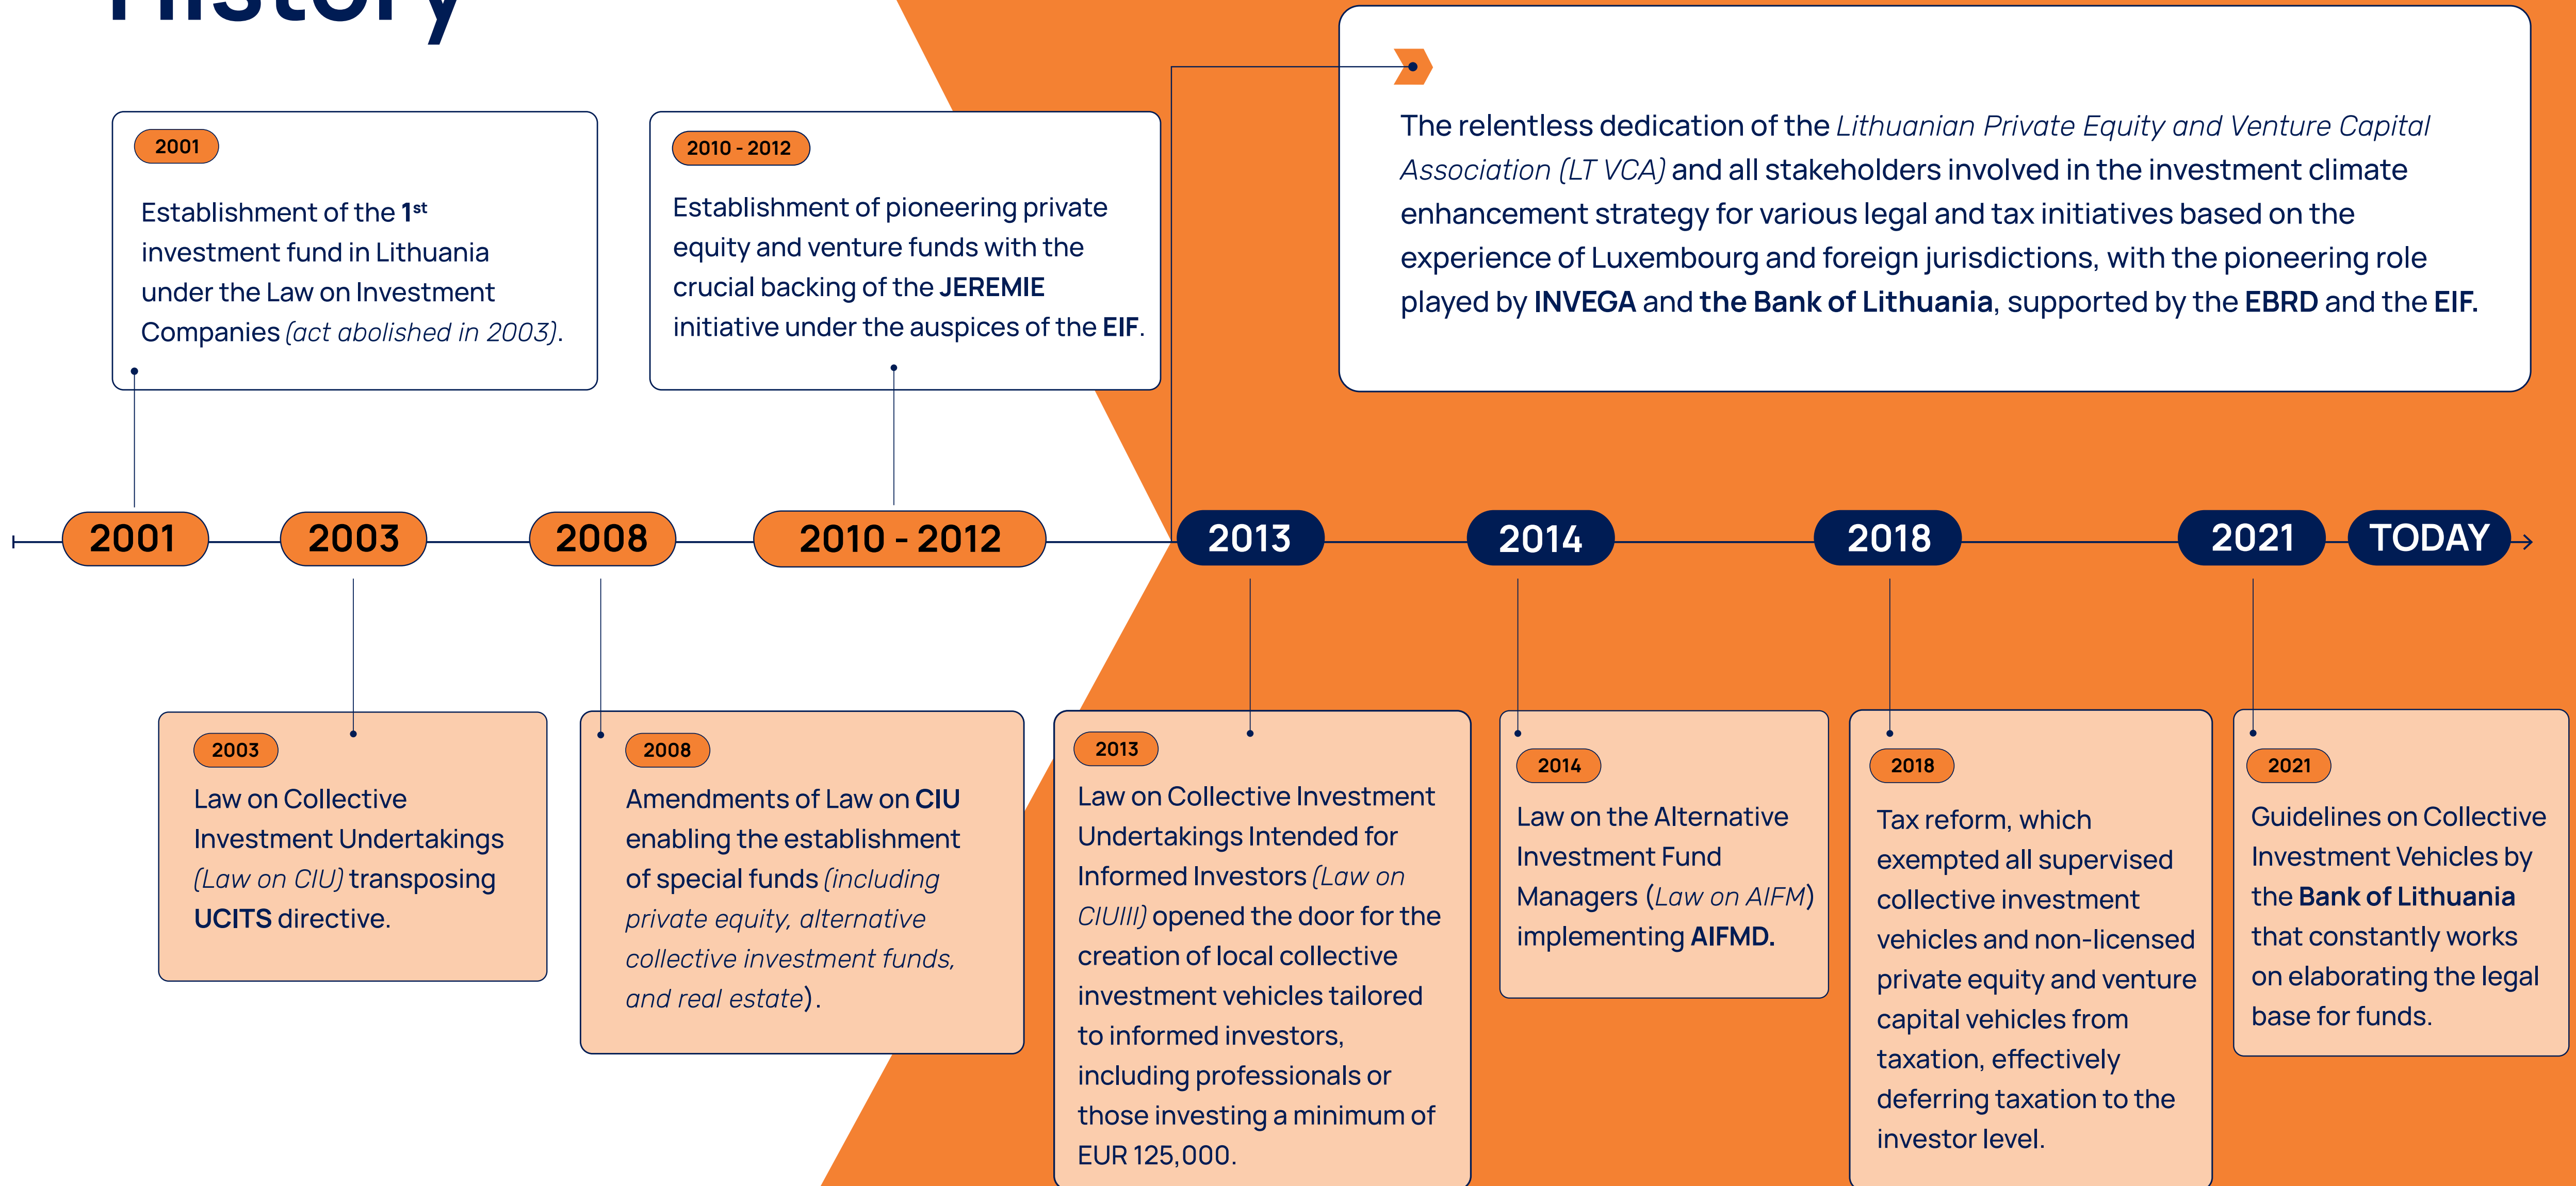 History
2001
Establishment of the 1st
investment fund in Lithuania
under the Law on Investment
Companies (act abolished in 2003).
2010 - 2012
Establishment of pioneering private
equity and venture funds with the
crucial backing of the JEREMIE
initiative under the auspices of the EIF.
The relentless dedication of the Lithuanian Private Equity and Venture Capital
Association (LT VCA) and all stakeholders involved in the investment climate
enhancement strategy for various legal and tax initiatives based on the
experience of Luxembourg and foreign jurisdictions, with the pioneering role
played by INVEGA and the Bank of Lithuania, supported by the EBRD and the EIF.
2001
2003
2008
2010 - 2012
2013
2014
2018
2021
TODAY
2003
Law on Collective
Investment Undertakings
(Law on CIU) transposing
UCITS directive.
2008
Amendments of Law on CIU
enabling the establishment
of special funds (including
private equity, alternative
collective investment funds,
and real estate).
2013
Law on Collective Investment
Undertakings Intended for
Informed Investors (Law on
CIUIII) opened the door for the
creation of local collective
investment vehicles tailored
to informed investors,
including professionals or
those investing a minimum of
EUR 125,000.
2014
Law on the Alternative
Investment Fund
Managers (Law on AIFM)
implementing AIFMD.
2018
Tax reform, which
exempted all supervised
collective investment
vehicles and non-licensed
private equity and venture
capital vehicles from
taxation, effectively
deferring taxation to the
investor level.
2021
Guidelines on Collective
Investment Vehicles by
the Bank of Lithuania
that constantly works
on elaborating the legal
base for funds.